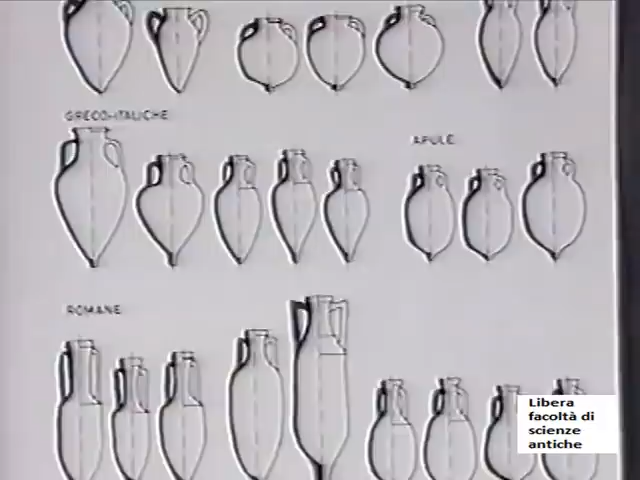 GRECO-ITALICHE
APULE
ROMANE
Libera
facoltà di
scienze
antiche